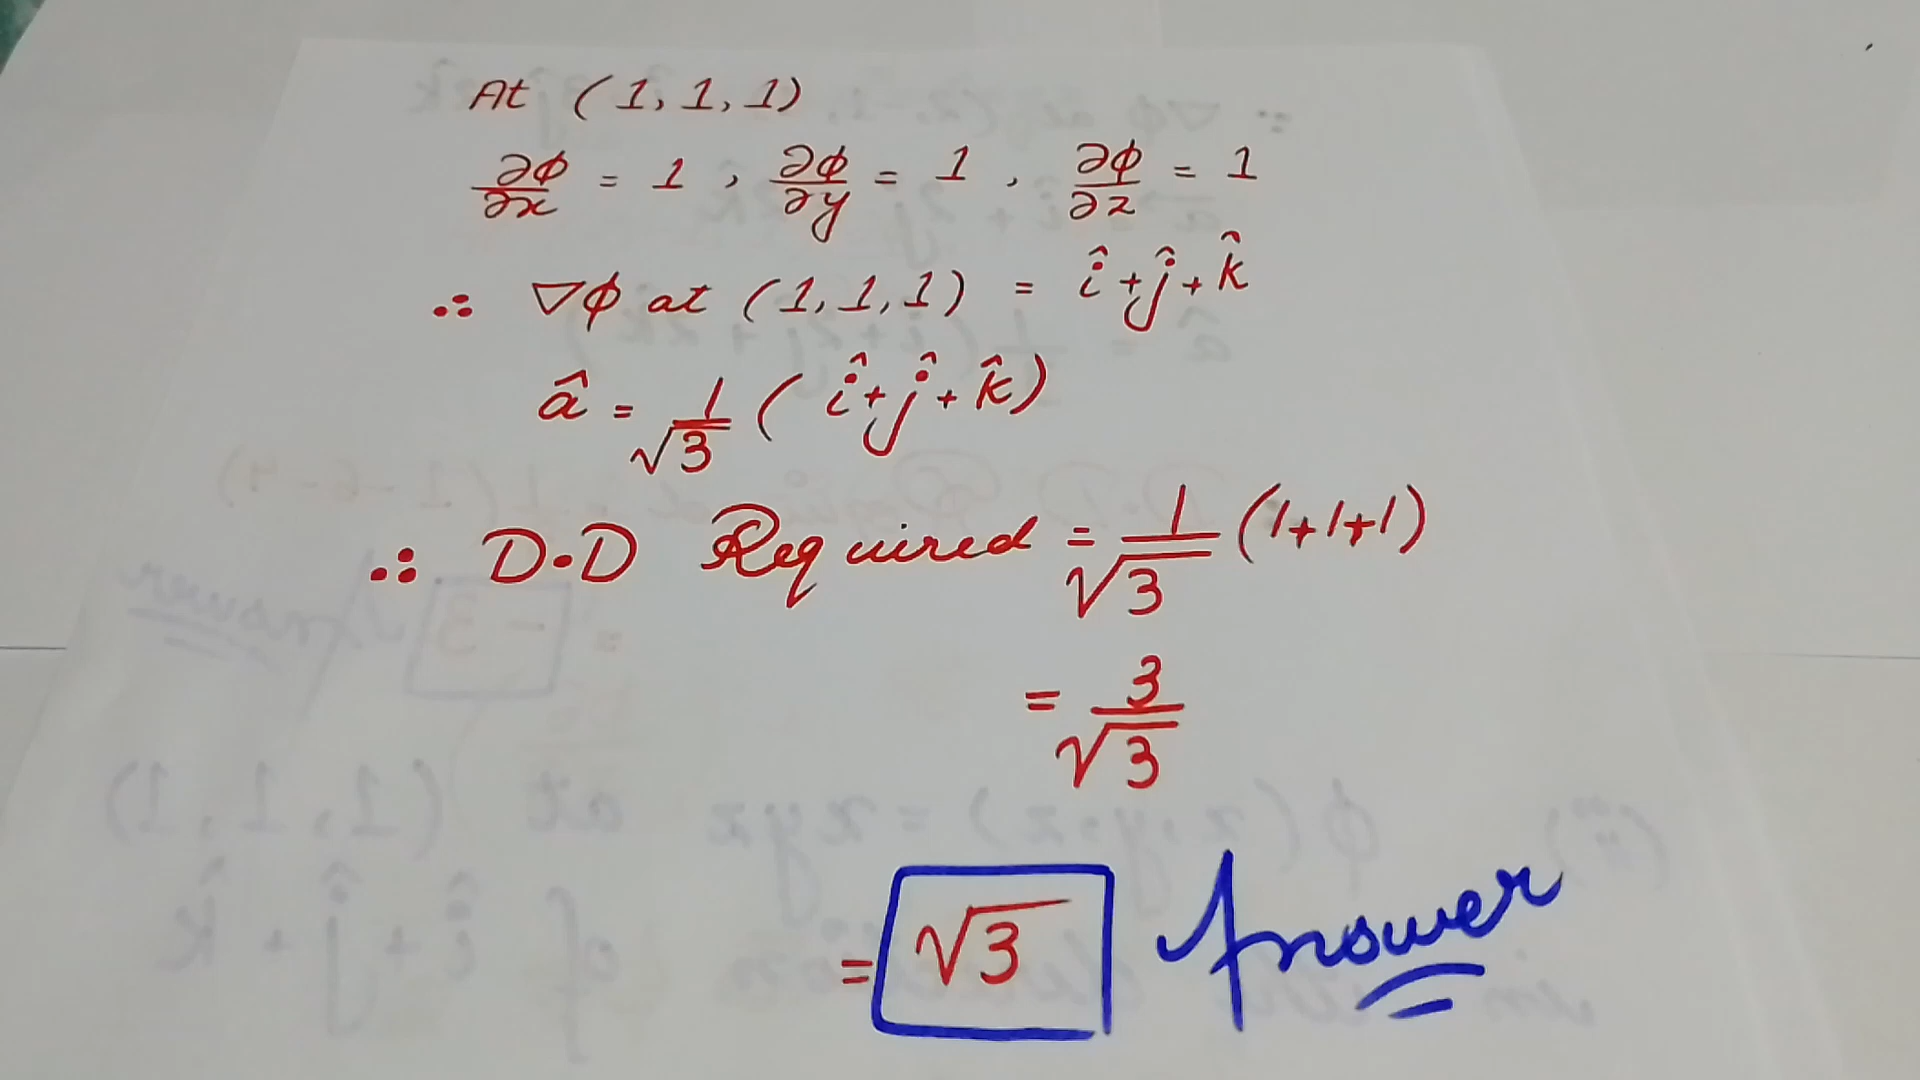 At (1, 1, 1)
∂φ/∂x = 1, ∂φ/∂y = 1, ∂φ/∂z = 1
∴ ∇φ at (1, 1, 1) = î + ĵ + k̂
â = 1/√3 (î + ĵ + k̂)
∴ D.D Required = 1/√3 (1+1+1)
= 3/√3
= √3 Answer